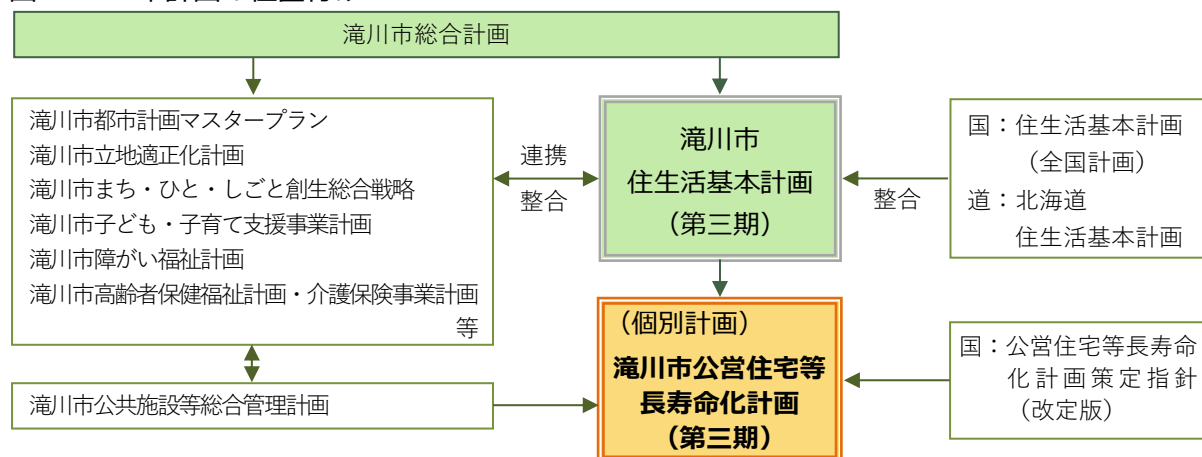 滝川市総合計画
滝川市都市計画マスタープラン
滝川市立地適正化計画
滝川市まち・ひと・しごと創生総合戦略
滝川市子ども・子育て支援事業計画
滝川市障がい福祉計画
滝川市高齢者保健福祉計画・介護保険事業計画
等
連携
整合
滝川市
住生活基本計画
（第三期）
整合
国：住生活基本計画
（全国計画）
道：北海道
住生活基本計画
滝川市公共施設等総合管理計画
（個別計画）
滝川市公営住宅等
長寿命化計画
（第三期）
国：公営住宅等長寿命
化計画策定指針
（改定版）